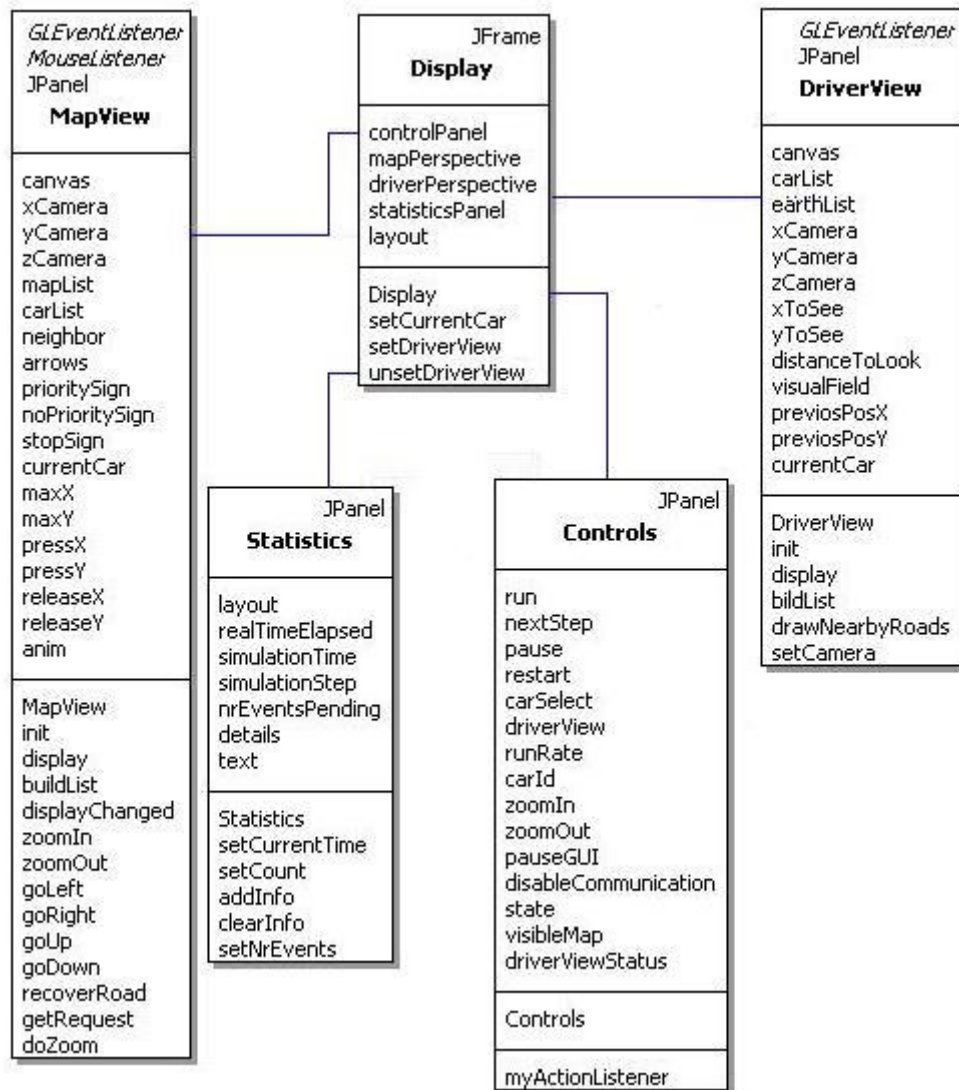 GLEventListener
MouseListener
JPanel
MapView
canvas
xCamera
yCamera
zCamera
mapList
carList
neighbor
arrows
prioritySign
noPrioritySign
stopSign
currentCar
maxX
maxY
pressX
pressY
releaseX
releaseY
anim
MapView
init
display
buildList
displayChanged
zoomIn
zoomOut
goLeft
goRight
goUp
goDown
recoverRoad
getRequest
doZoom
JFrame
Display
controlPanel
mapPerspective
driverPerspective
statisticsPanel
layout
Display
setCurrentCar
setDriverView
unsetDriverView
JPanel
Statistics
layout
realTimeElapsed
simulationTime
simulationStep
nrEventsPending
details
text
Statistics
setCurrentTime
setCount
addInfo
clearInfo
setNrEvents
JPanel
Controls
run
nextStep
pause
restart
carSelect
driverView
runRate
carId
zoomIn
zoomOut
pauseGUI
disableCommunication
state
visibleMap
driverViewStatus
Controls
myActionListener
GLEventListener
JPanel
DriverView
canvas
carList
earthList
xCamera
yCamera
zCamera
xToSee
yToSee
distanceToLook
visualField
previosPosX
previosPosY
currentCar
DriverView
init
display
bildList
drawNearbyRoads
setCamera